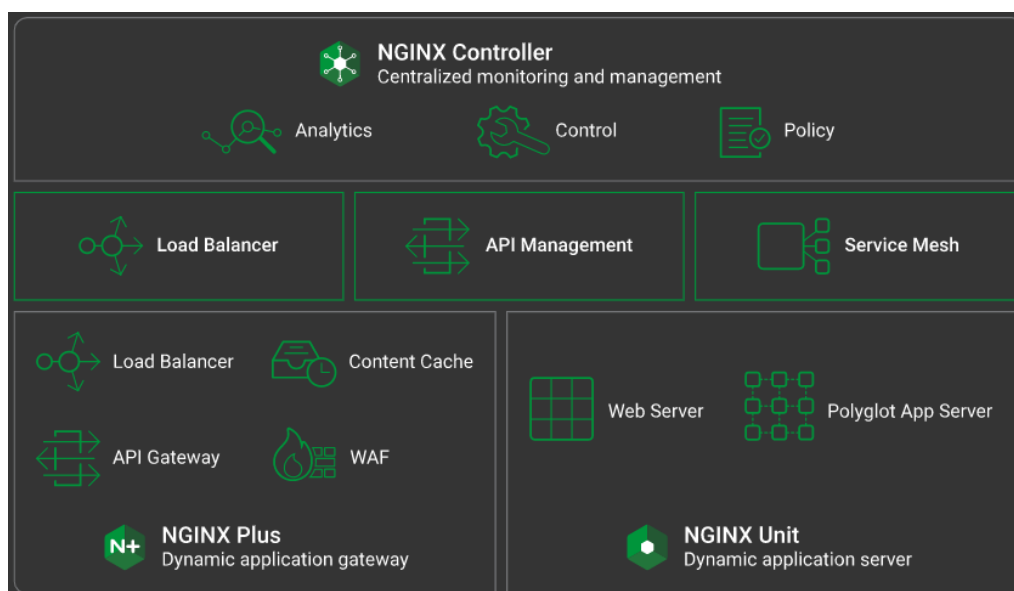 NGINX Controller
Centralized monitoring and management
Analytics
Control
Policy
Load Balancer
API Management
Service Mesh
Load Balancer
Content Cache
API Gateway
WAF
N+
NGINX Plus
Dynamic application gateway
Web Server
Polyglot App Server
NGINX Unit
Dynamic application server